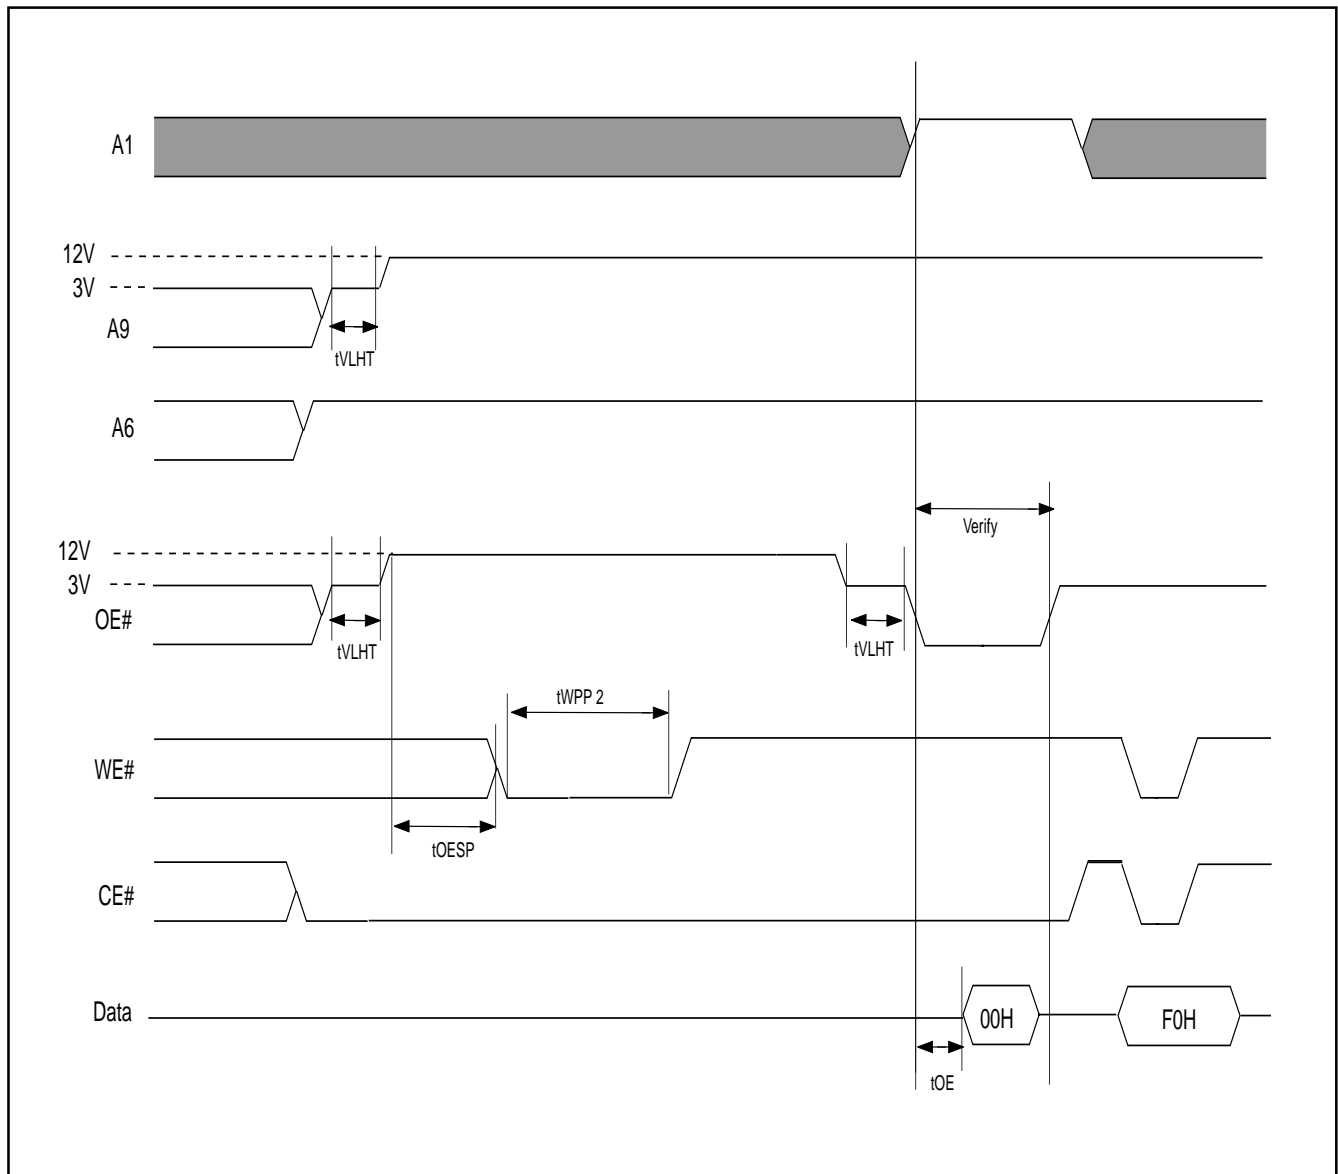 A1
12V
3V
A9
tVLHT
A6
Verify
12V
3V
OE#
tVLHT
tVLHT
tWPP 2
WE#
tOESP
CE#
Data
00H
F0H
tOE